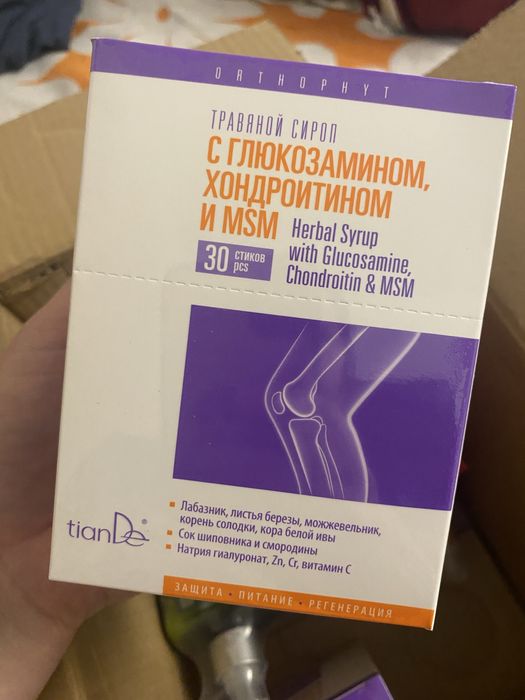 ORTHOPHYT
ТРАВЯНОЙ СИРОП
С ГЛЮКОЗАМИНОМ,
ХОНДРОИТИНОМ
И MSM
Herbal Syrup
with Glucosamine,
Chondroitin & MSM
30 СТИКОВ
pcs
Лабазник, листья березы, можжевельник,
корень солодки, кора белой ивы
Сок шиповника и смородины
Натрия гиалуронат, Zn, Cr, витамин С
tianDe®
ЗАЩИТА • ПИТАНИЕ • РЕГЕНЕРАЦИЯ